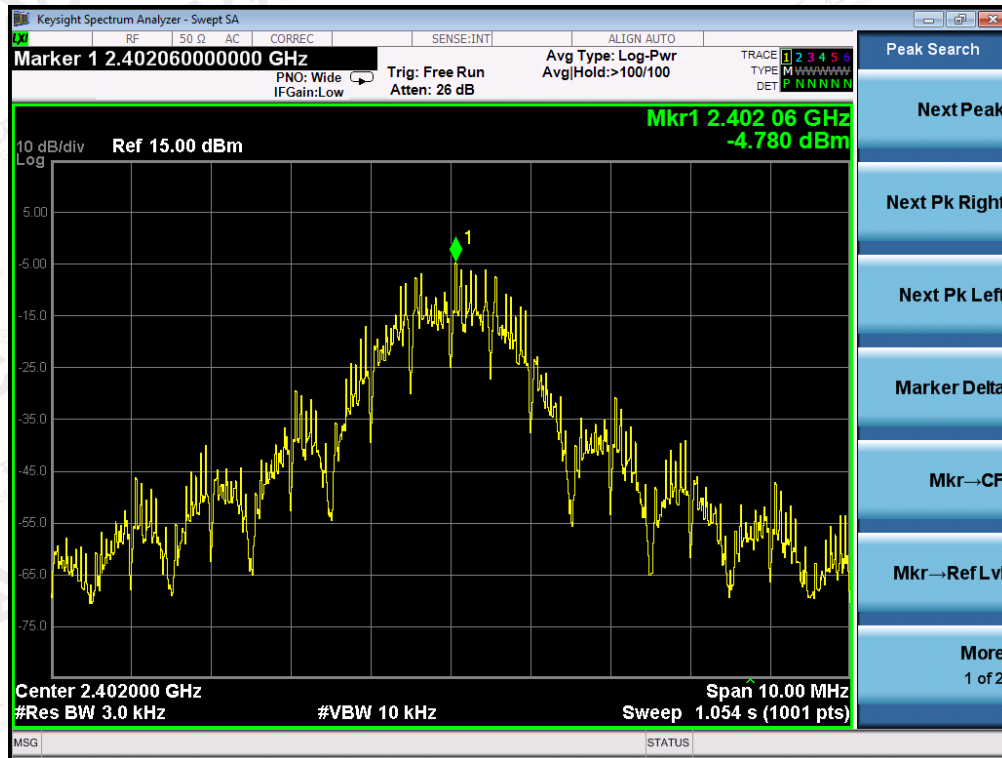 Keysight Spectrum Analyzer - Swept SA
LXI RF 50 Ω AC CORREC SENSE:INT ALIGN AUTO
Marker 1 2.402060000000 GHz
PNO: Wide
IFGain:Low
Trig: Free Run
Atten: 26 dB
Avg Type: Log-Pwr
Avg|Hold:>100/100
TRACE 1 2 3 4 5 6
TYPE M WWWWW
DET P N N N N N
Mkr1 2.402 06 GHz
-4.780 dBm
10 dB/div Ref 15.00 dBm
Log
5.00
-5.00
-15.0
-25.0
-35.0
-45.0
-55.0
-65.0
-75.0
1
Center 2.402000 GHz Span 10.00 MHz
#Res BW 3.0 kHz #VBW 10 kHz Sweep 1.054 s (1001 pts)
MSG STATUS
Peak Search
Next Peak
Next Pk Right
Next Pk Left
Marker Delta
Mkr→CF
Mkr→Ref Lvl
More
1 of 2